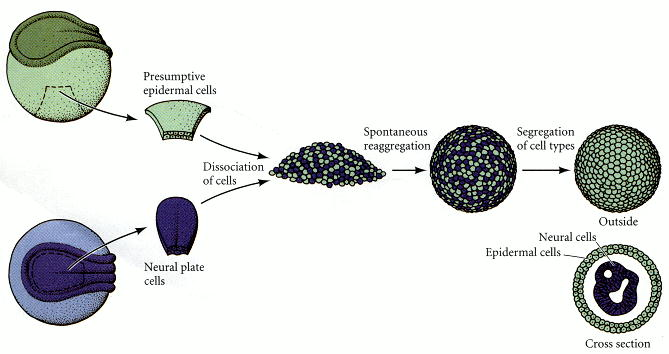 Presumptive
epidermal cells
Dissociation
of cells
Neural plate
cells
Spontaneous
reaggregation
Segregation
of cell types
Outside
Neural cells
Epidermal cells
Cross section